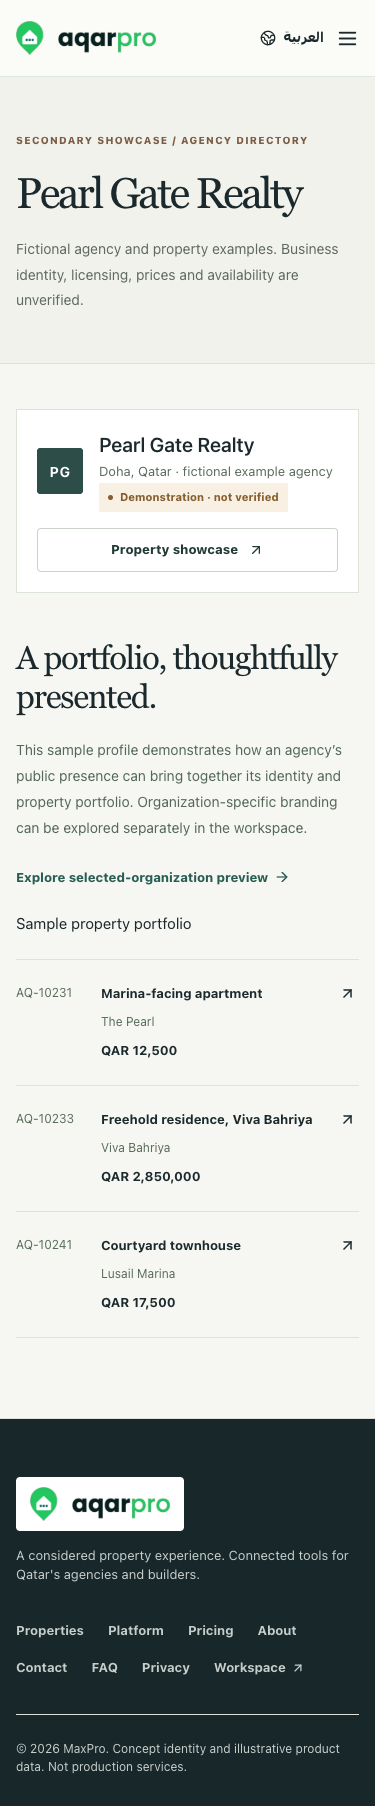 aqarpro
العربية
SECONDARY SHOWCASE / AGENCY DIRECTORY
Pearl Gate Realty
Fictional agency and property examples. Business
identity, licensing, prices and availability are
unverified.
PG
Pearl Gate Realty
Doha, Qatar · fictional example agency
Demonstration · not verified
Property showcase
A portfolio, thoughtfully
presented.
This sample profile demonstrates how an agency's
public presence can bring together its identity and
property portfolio. Organization-specific branding
can be explored separately in the workspace.
Explore selected-organization preview →
Sample property portfolio
AQ-10231 Marina-facing apartment
The Pearl
QAR 12,500
AQ-10233 Freehold residence, Viva Bahriya
Viva Bahriya
QAR 2,850,000
AQ-10241 Courtyard townhouse
Lusail Marina
QAR 17,500
aqarpro
A considered property experience. Connected tools for
Qatar's agencies and builders.
Properties Platform Pricing About
Contact FAQ Privacy Workspace
© 2026 MaxPro. Concept identity and illustrative product
data. Not production services.